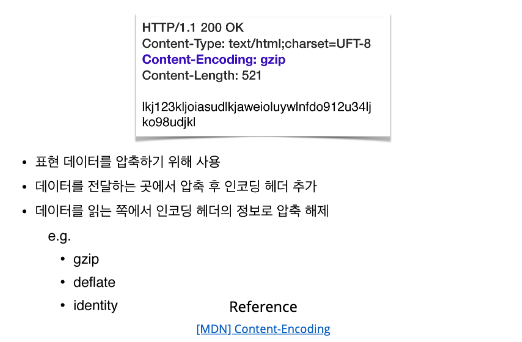 HTTP/1.1 200 OK
Content-Type: text/html;charset=UFT-8
Content-Encoding: gzip
Content-Length: 521
lkj123kljoiasudlkjaweioluywlnfdo912u34lj
ko98udjkl
• 표현 데이터를 압축하기 위해 사용
• 데이터를 전달하는 곳에서 압축 후 인코딩 헤더 추가
• 데이터를 읽는 쪽에서 인코딩 헤더의 정보로 압축 해제
e.g.
• gzip
• deflate
• identity
Reference
[MDN] Content-Encoding